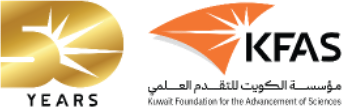 50
YEARS
KFAS
مؤسسة الكويت للتقدم العلمي
Kuwait Foundation for the Advancement of Sciences